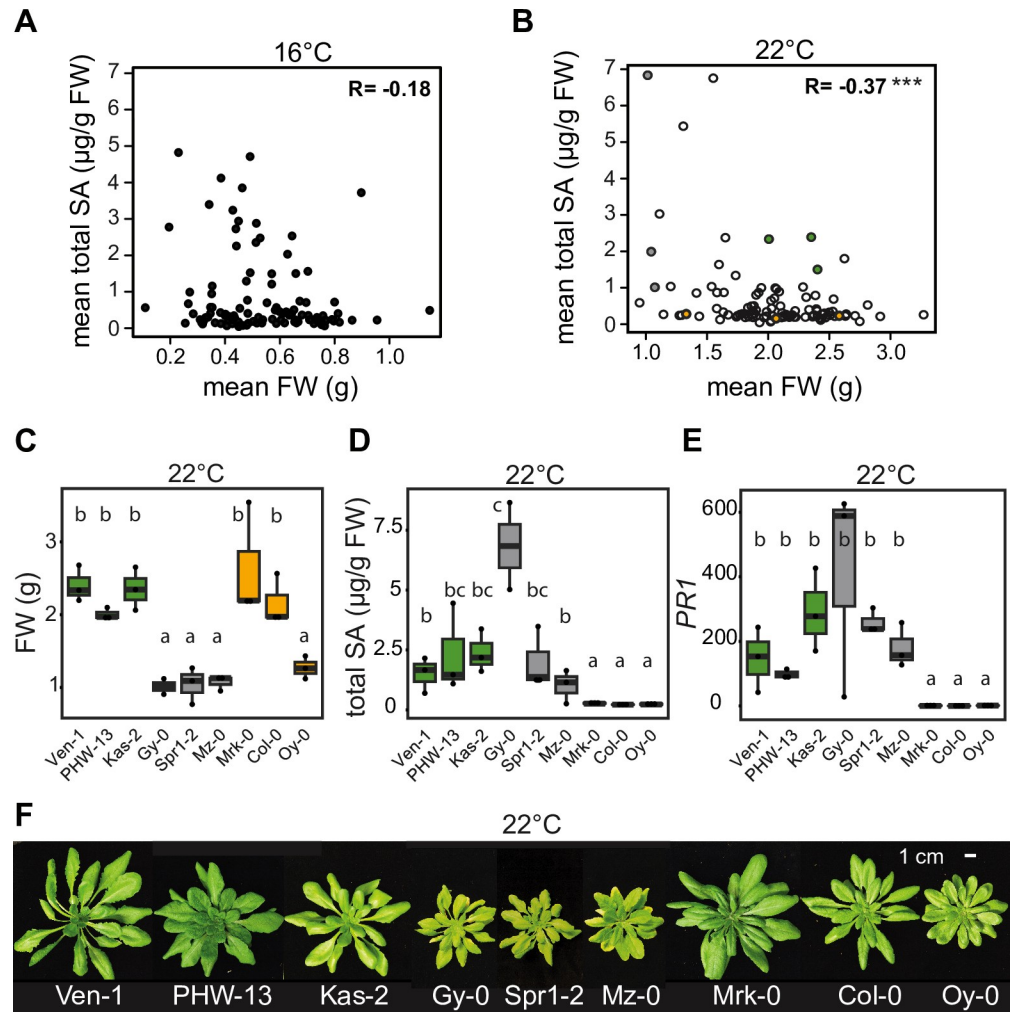 A
16°C
R= -0.18
mean total SA (µg/g FW)
7
6
5
4
3
2
1
0
0.2 0.4 0.6 0.8 1.0
mean FW (g)
B
22°C
R= -0.37 ***
mean total SA (µg/g FW)
7
6
5
4
3
2
1
0
1.0 1.5 2.0 2.5 3.0
mean FW (g)
C
22°C
FW (g)
3
2
1
b b b a a a b b a
Ven-1 PHW-13 Kas-2 Gy-0 Spr1-2 Mz-0 Mrk-0 Col-0 Oy-0
D
22°C
total SA (µg/g FW)
7.5
5
2.5
0
b bc bc c bc b a a a
Ven-1 PHW-13 Kas-2 Gy-0 Spr1-2 Mz-0 Mrk-0 Col-0 Oy-0
E
22°C
PR1
600
400
200
0
b b b b b b a a a
Ven-1 PHW-13 Kas-2 Gy-0 Spr1-2 Mz-0 Mrk-0 Col-0 Oy-0
F
22°C
1 cm
Ven-1 PHW-13 Kas-2 Gy-0 Spr1-2 Mz-0 Mrk-0 Col-0 Oy-0